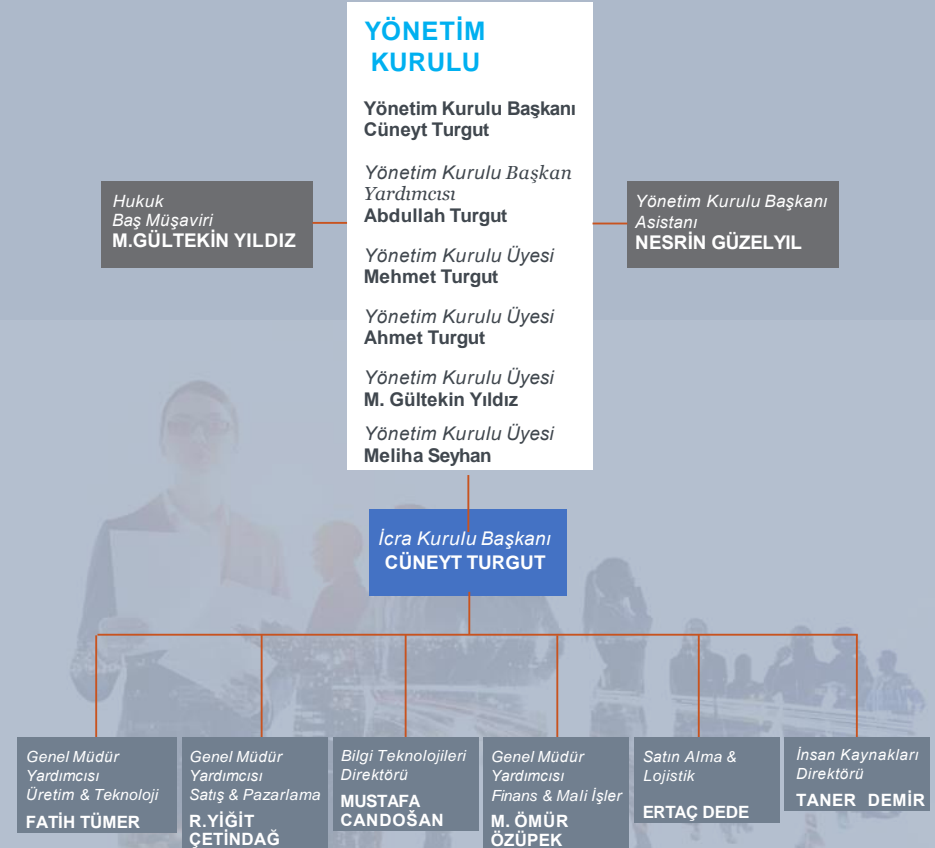 YÖNETİM
KURULU
Yönetim Kurulu Başkanı
Cüneyt Turgut
Yönetim Kurulu Başkan
Yardımcısı
Abdullah Turgut
Yönetim Kurulu Üyesi
Mehmet Turgut
Yönetim Kurulu Üyesi
Ahmet Turgut
Yönetim Kurulu Üyesi
M. Gültekin Yıldız
Yönetim Kurulu Üyesi
Meliha Seyhan
Hukuk
Baş Müşaviri
M.GÜLTEKİN YILDIZ
Yönetim Kurulu Başkanı
Asistanı
NESRİN GÜZELYIL
İcra Kurulu Başkanı
CÜNEYT TURGUT
Genel Müdür
Yardımcısı
Üretim & Teknoloji
FATİH TÜMER
Genel Müdür
Yardımcısı
Satış & Pazarlama
R.YİĞİT
ÇETİNDAĞ
Bilgi Teknolojileri
Direktörü
MUSTAFA
CANDOŠAN
Genel Müdür
Yardımcısı
Finans & Mali İşler
M. ÖMÜR
ÖZÜPEK
Satın Alma &
Lojistik
ERTAÇ DEDE
İnsan Kaynakları
Direktörü
TANER DEMİR